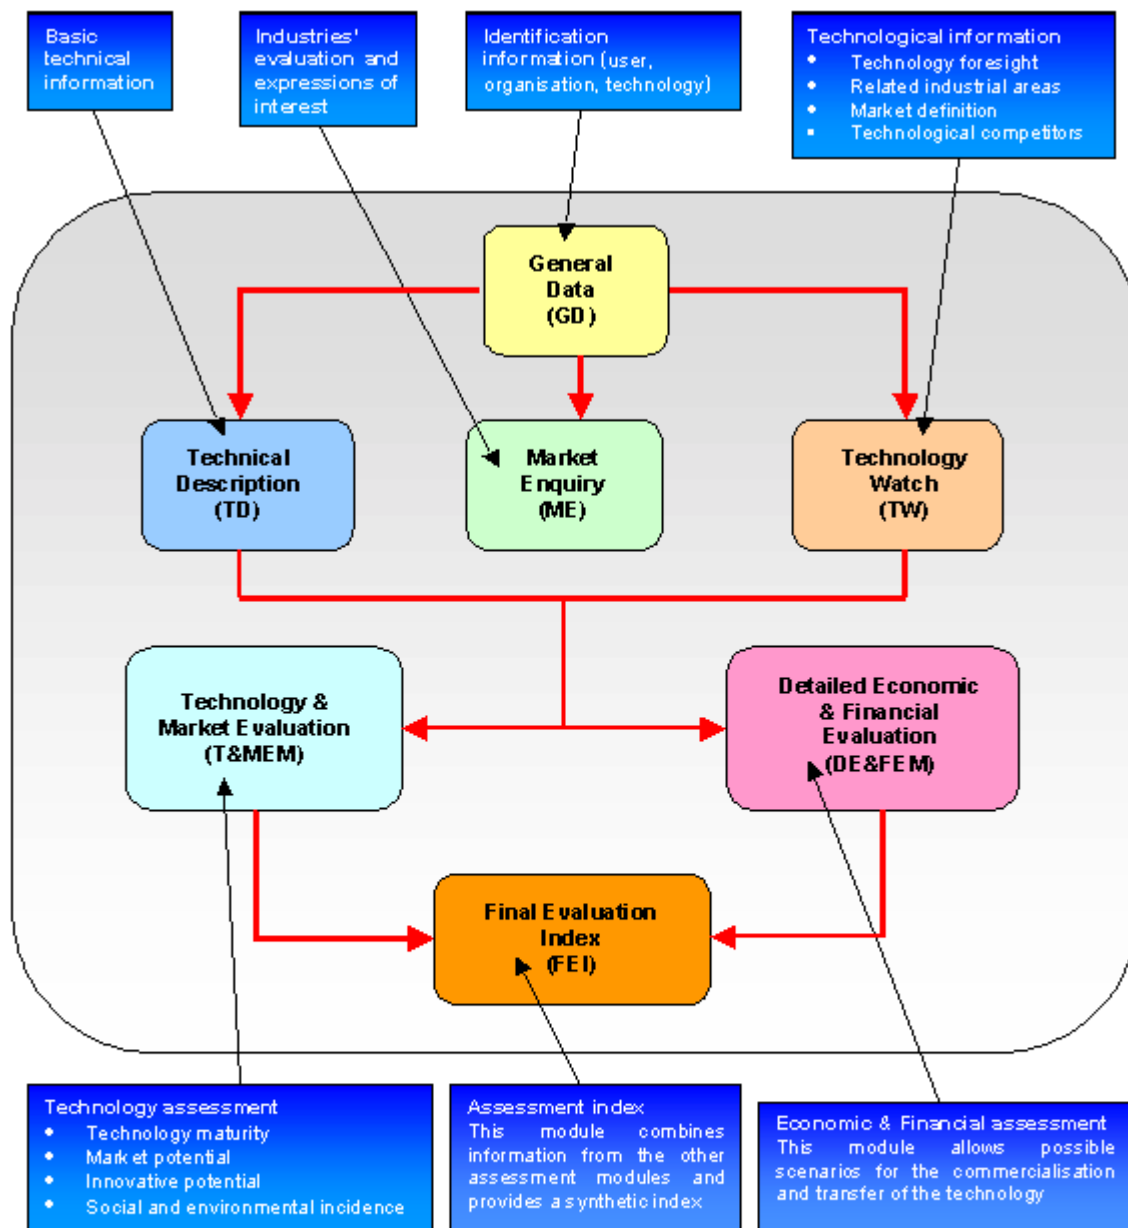 Basic
technical
information
Industries'
evaluation and
expressions of
interest
Identification
information (user,
organisation, technology)
Technological information
• Technology foresight
• Related industrial areas
• Market definition
• Technological competitors
General
Data
(GD)
Technical
Description
(TD)
Market
Enquiry
(ME)
Technology
Watch
(TW)
Technology &
Market Evaluation
(T&MEM)
Detailed Economic
& Financial
Evaluation
(DE&FEM)
Final Evaluation
Index
(FEI)
Technology assessment
• Technology maturity
• Market potential
• Innovative potential
• Social and environmental incidence
Assessment index
This module combines
information from the other
assessment modules and
provides a synthetic index
Economic & Financial assessment
This module allows possible
scenarios for the commercialisation
and transfer of the technology